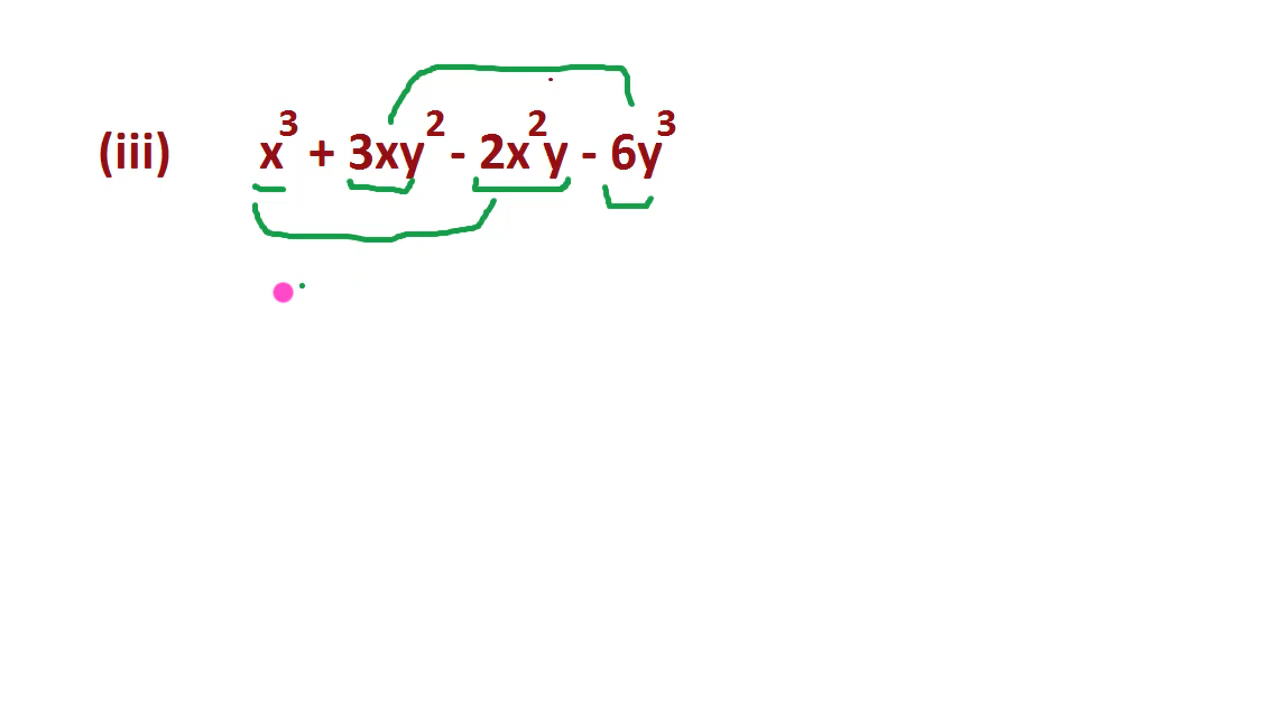 (iii) x³ + 3xy² - 2x²y - 6y³